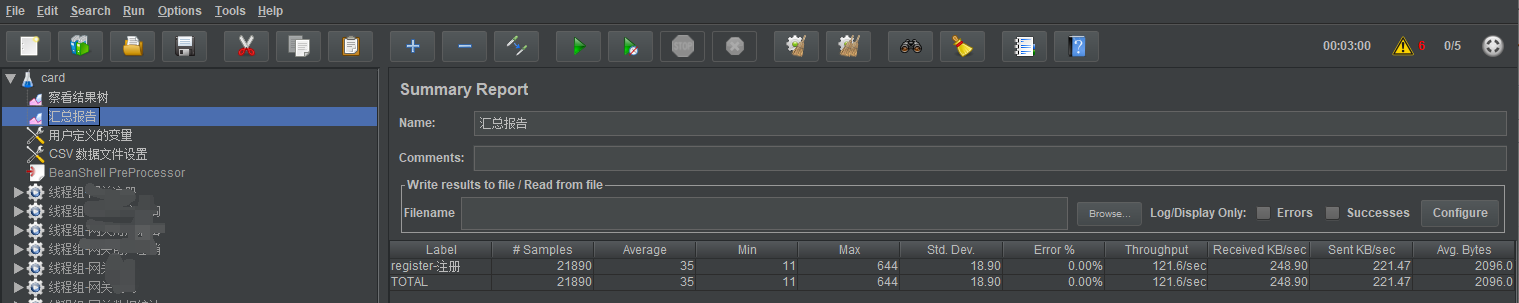 File Edit Search Run Options Tools Help
STOP
00:03:00 6 0/5
card
察看结果树
汇总报告
用户定义的变量
CSV 数据文件设置
BeanShell PreProcessor
线程组
线程组
线程组
线程组-网关
线程组-网关
线程组-网关
Summary Report
Name: 汇总报告
Comments:
Write results to file / Read from file
Filename Browse... Log/Display Only: Errors Successes Configure
Label # Samples Average Min Max Std. Dev. Error % Throughput Received KB/sec Sent KB/sec Avg. Bytes
register-注册 21890 35 11 644 18.90 0.00% 121.6/sec 248.90 221.47 2096.0
TOTAL 21890 35 11 644 18.90 0.00% 121.6/sec 248.90 221.47 2096.0